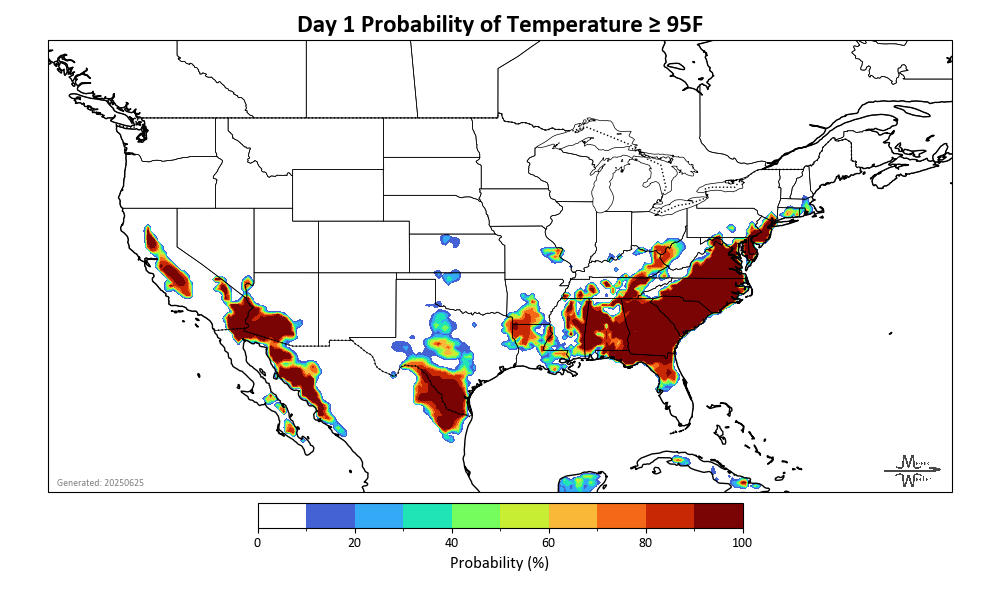 Day 1 Probability of Temperature ≥ 95F
Generated: 20250625
0 20 40 60 80 100
Probability (%)